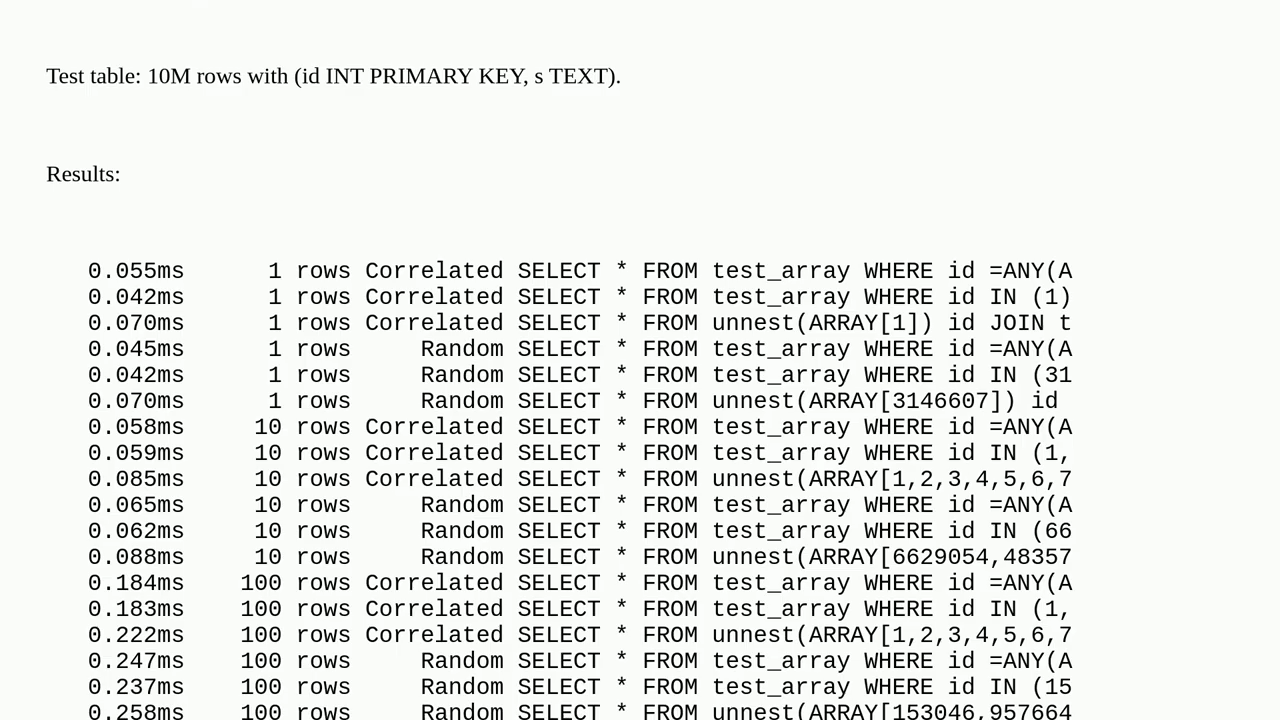 Test table: 10M rows with (id INT PRIMARY KEY, s TEXT).
Results:
0.055ms      1 rows Correlated SELECT * FROM test_array WHERE id =ANY(A
0.042ms      1 rows Correlated SELECT * FROM test_array WHERE id IN (1)
0.070ms      1 rows Correlated SELECT * FROM unnest(ARRAY[1]) id JOIN t
0.045ms      1 rows     Random SELECT * FROM test_array WHERE id =ANY(A
0.042ms      1 rows     Random SELECT * FROM test_array WHERE id IN (31
0.070ms      1 rows     Random SELECT * FROM unnest(ARRAY[3146607]) id
0.058ms     10 rows Correlated SELECT * FROM test_array WHERE id =ANY(A
0.059ms     10 rows Correlated SELECT * FROM test_array WHERE id IN (1,
0.085ms     10 rows Correlated SELECT * FROM unnest(ARRAY[1,2,3,4,5,6,7
0.065ms     10 rows     Random SELECT * FROM test_array WHERE id =ANY(A
0.062ms     10 rows     Random SELECT * FROM test_array WHERE id IN (66
0.088ms     10 rows     Random SELECT * FROM unnest(ARRAY[6629054,48357
0.184ms    100 rows Correlated SELECT * FROM test_array WHERE id =ANY(A
0.183ms    100 rows Correlated SELECT * FROM test_array WHERE id IN (1,
0.222ms    100 rows Correlated SELECT * FROM unnest(ARRAY[1,2,3,4,5,6,7
0.247ms    100 rows     Random SELECT * FROM test_array WHERE id =ANY(A
0.237ms    100 rows     Random SELECT * FROM test_array WHERE id IN (15
0.258ms    100 rows     Random SELECT * FROM unnest(ARRAY[153046,957664